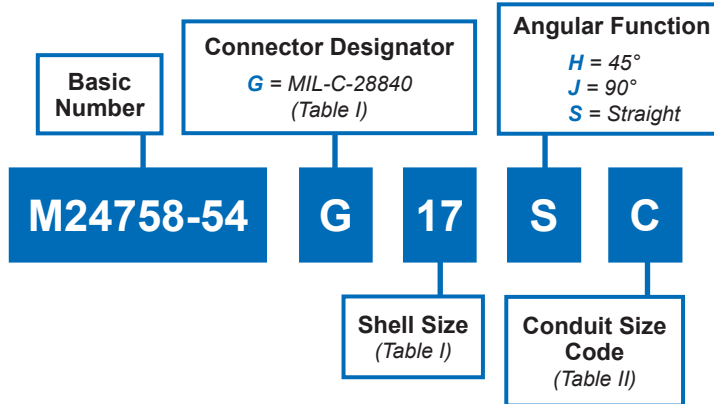 Basic
Number
Connector Designator
G = MIL-C-28840
(Table I)
Angular Function
H = 45°
J = 90°
S = Straight
M24758-54 G 17 S C
Shell Size
(Table I)
Conduit Size
Code
(Table II)